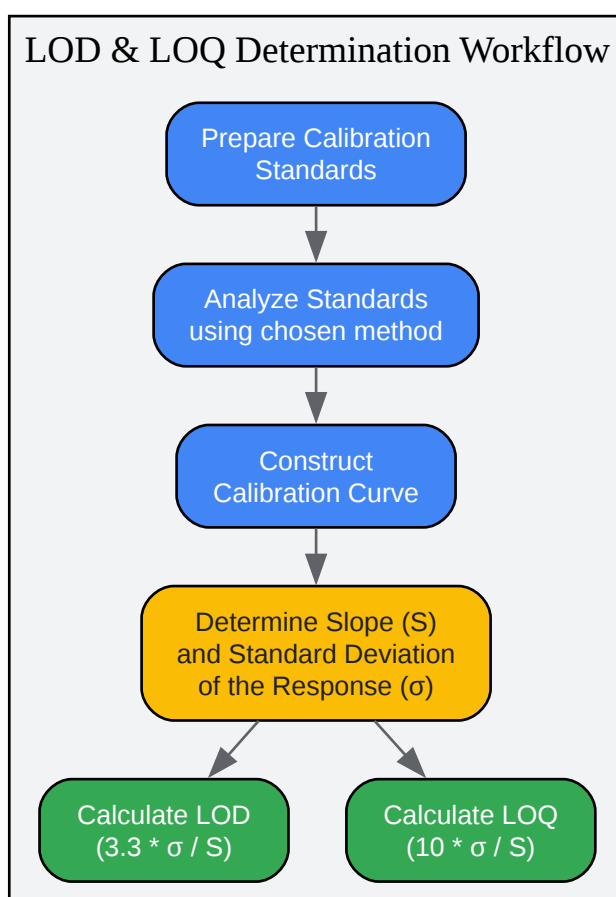 LOD & LOQ Determination Workflow
Prepare Calibration
Standards
Analyze Standards
using chosen method
Construct
Calibration Curve
Determine Slope (S)
and Standard Deviation
of the Response (σ)
Calculate LOD
(3.3 * σ / S)
Calculate LOQ
(10 * σ / S)